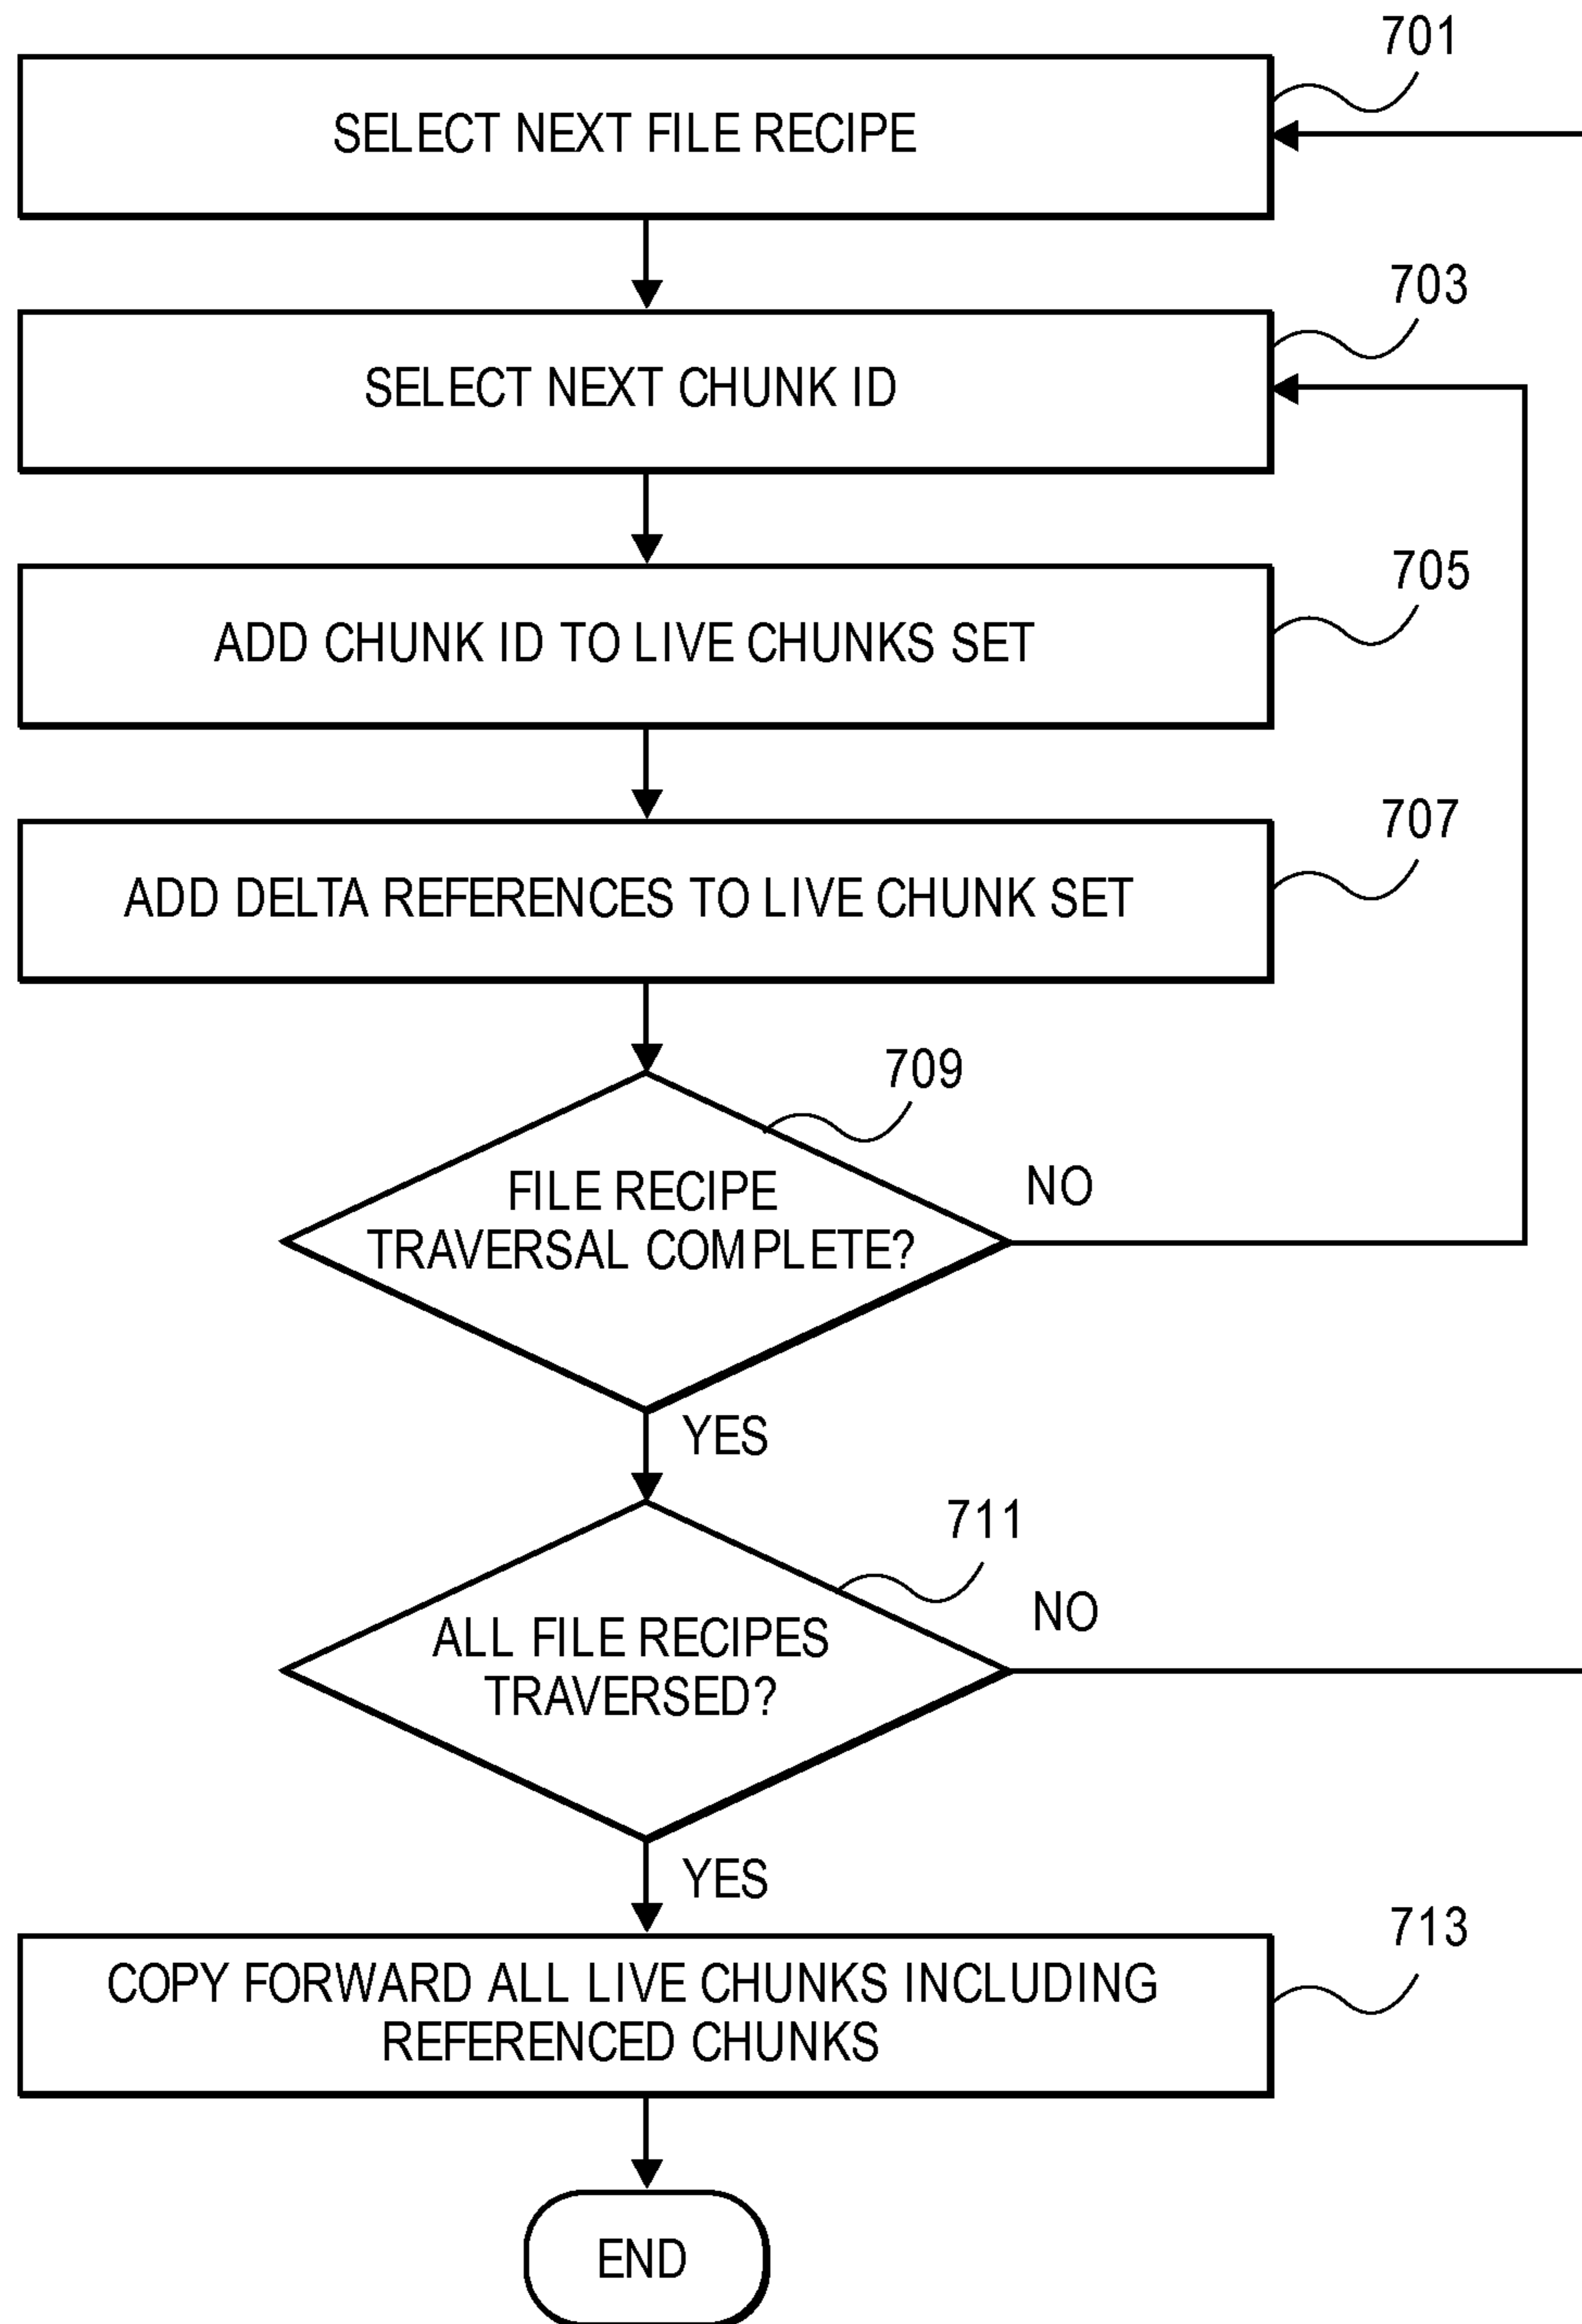 701
SELECT NEXT FILE RECIPE
703
SELECT NEXT CHUNK ID
705
ADD CHUNK ID TO LIVE CHUNKS SET
707
ADD DELTA REFERENCES TO LIVE CHUNK SET
709
FILE RECIPE
TRAVERSAL COMPLETE?
NO
YES
711
ALL FILE RECIPES
TRAVERSED?
NO
YES
713
COPY FORWARD ALL LIVE CHUNKS INCLUDING
REFERENCED CHUNKS
END